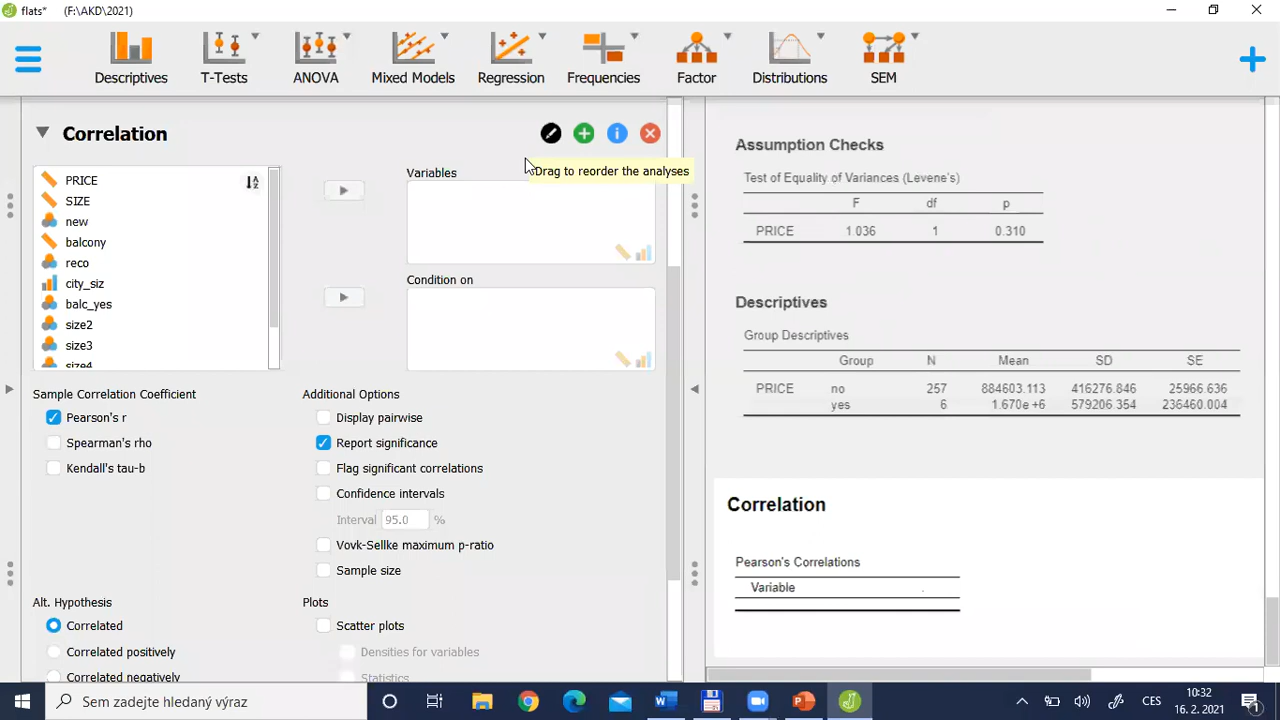 flats* (F:\AKD\2021)
Descriptives T-Tests ANOVA Mixed Models Regression Frequencies Factor Distributions SEM
Correlation
Drag to reorder the analyses
PRICE
SIZE
new
balcony
reco
city_siz
balc_yes
size2
size3
size4
Variables
Condition on
Sample Correlation Coefficient
Pearson's r
Spearman's rho
Kendall's tau-b
Additional Options
Display pairwise
Report significance
Flag significant correlations
Confidence intervals
Interval 95.0 %
Vovk-Sellke maximum p-ratio
Sample size
Alt. Hypothesis
Correlated
Correlated positively
Correlated negatively
Plots
Scatter plots
Densities for variables
Statistics
Assumption Checks
Test of Equality of Variances (Levene's)
F df p
PRICE 1.036 1 0.310
Descriptives
Group Descriptives
Group N Mean SD SE
PRICE no 257 884603.113 416276.846 25966.636
yes 6 1.670e +6 579206.354 236460.004
Correlation
Pearson's Correlations
Variable .
Sem zadejte hledaný výraz
CES
10:32
16. 2. 2021
1